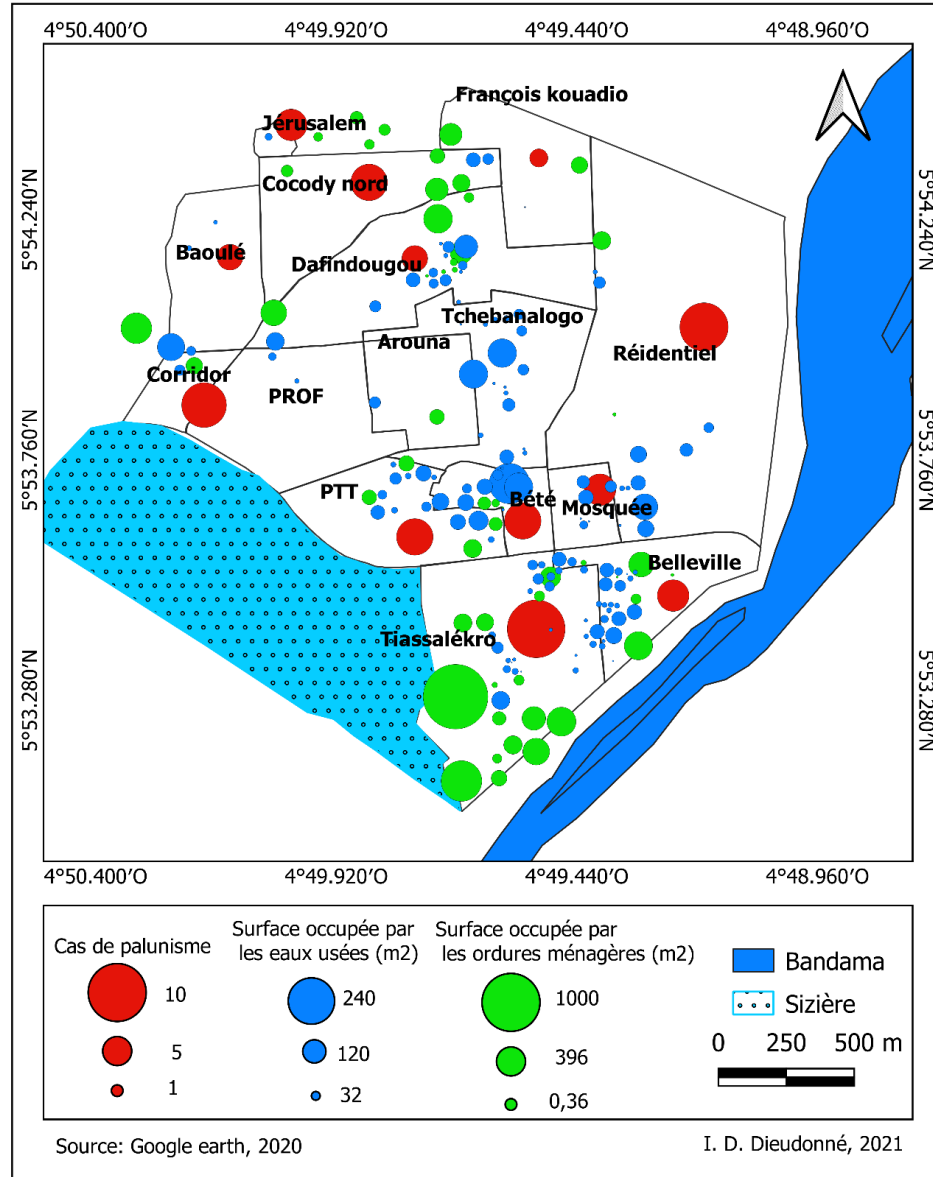 4°50.400′O 4°49.920′O 4°49.440′O 4°48.960′O
François kouadio
Jérusalem
Cocody nord
5°54.240′N 5°54.240′N
Baoulé
Dafindougou
Tchebanalogo
Arouna
Réidentiel
Corridor
PROF
5°53.760′N 5°53.760′N
PTT
Bété
Mosquée
Belleville
Tiassalékro
5°53.280′N 5°53.280′N
4°50.400′O 4°49.920′O 4°49.440′O 4°48.960′O
Cas de palunisme
10
5
1
Surface occupée par
les eaux usées (m2)
240
120
32
Surface occupée par
les ordures ménagères (m2)
1000
396
0,36
Bandama
Sizière
0 250 500 m
Source: Google earth, 2020
I. D. Dieudonné, 2021